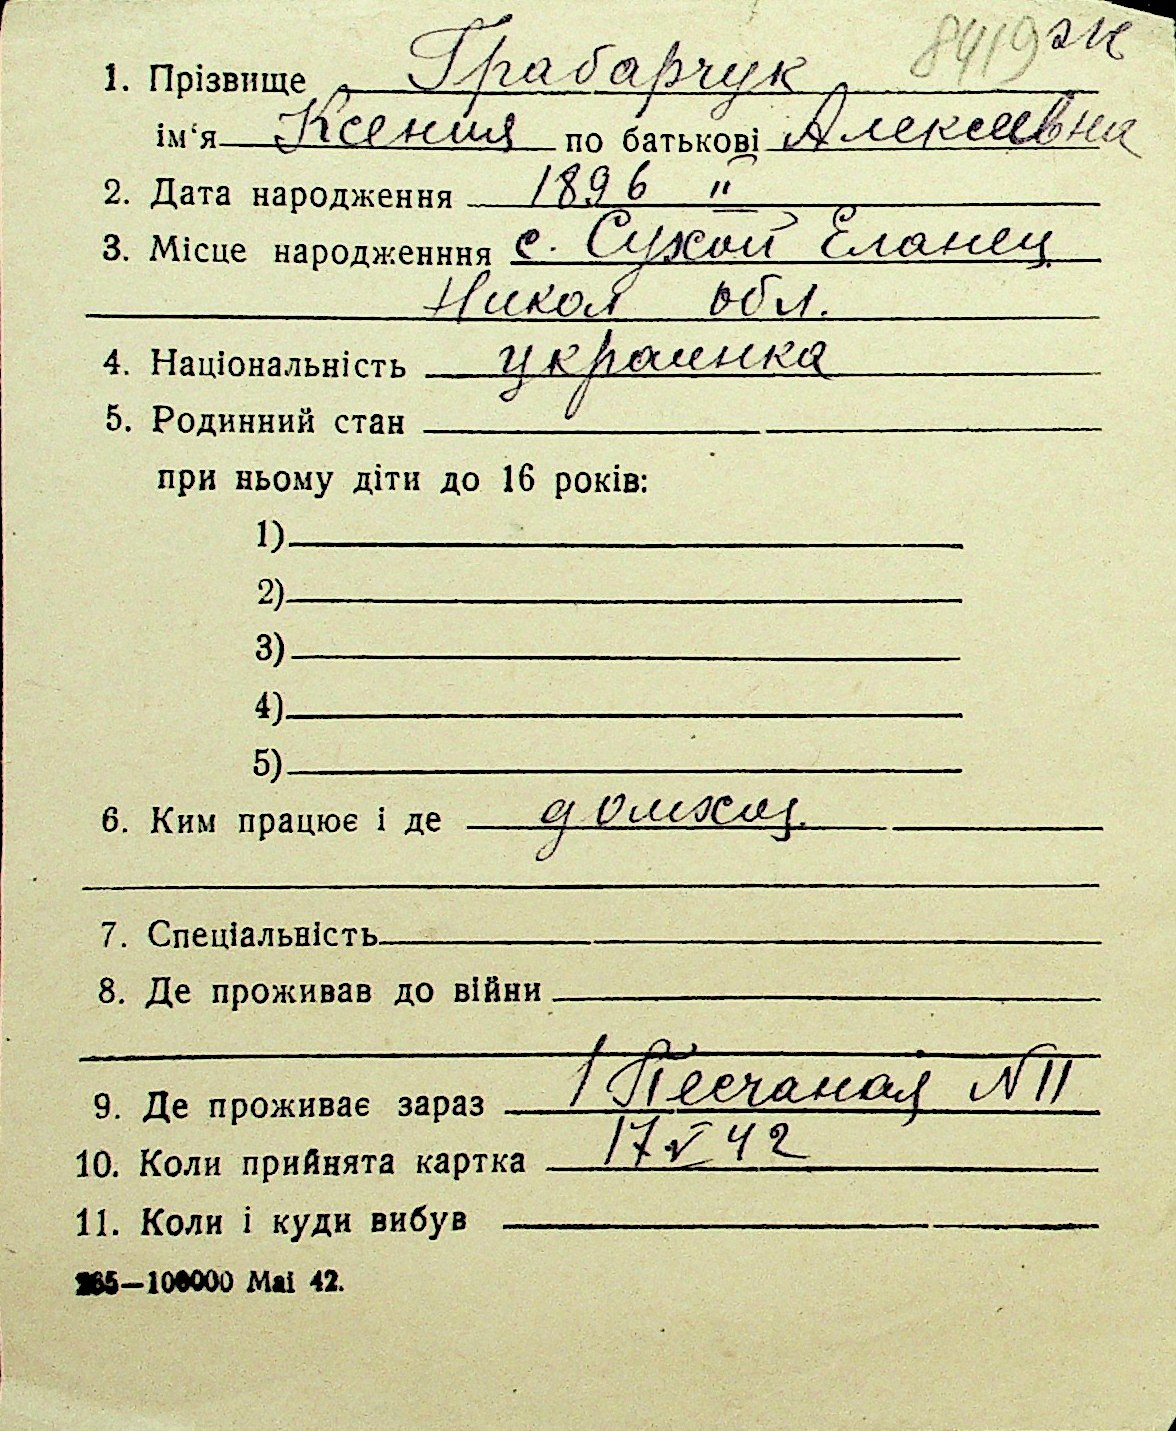 8419 ж
1. Прізвище Грабарчук
ім‘я Ксения по батькові Алексеевна
2. Дата народження 1896 "
3. Місце народженння с. Сухой Еланец
Никол обл.
4. Національність украинка
5. Родинний стан
при ньому діти до 16 років:
1)
2)
3)
4)
5)
6. Ким працює і де домхоз.
7. Спеціальність
8. Де проживав до війни
9. Де проживає зараз 1 Песчаная N 11
10. Коли прийнята картка 17 V 42
11. Коли і куди вибув
265—100000 Mai 42.